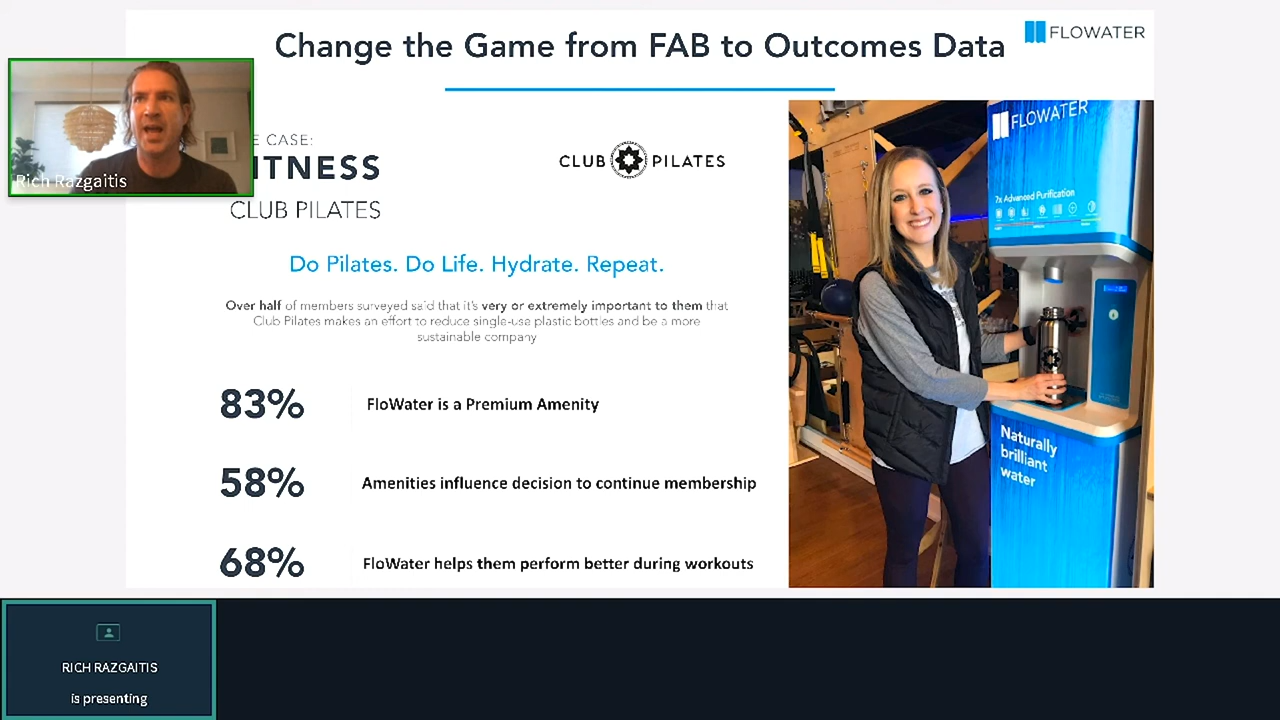 Change the Game from FAB to Outcomes Data
FLOWATER
Rich Razgaitis
E CASE:
ITNESS
CLUB PILATES
CLUB PILATES
Do Pilates. Do Life. Hydrate. Repeat.
Over half of members surveyed said that it's very or extremely important to them that
Club Pilates makes an effort to reduce single-use plastic bottles and be a more
sustainable company
83%
FloWater is a Premium Amenity
58%
Amenities influence decision to continue membership
68%
FloWater helps them perform better during workouts
FLOWATER
7x Advanced Purification
Naturally
brilliant
water
RICH RAZGAITIS
is presenting